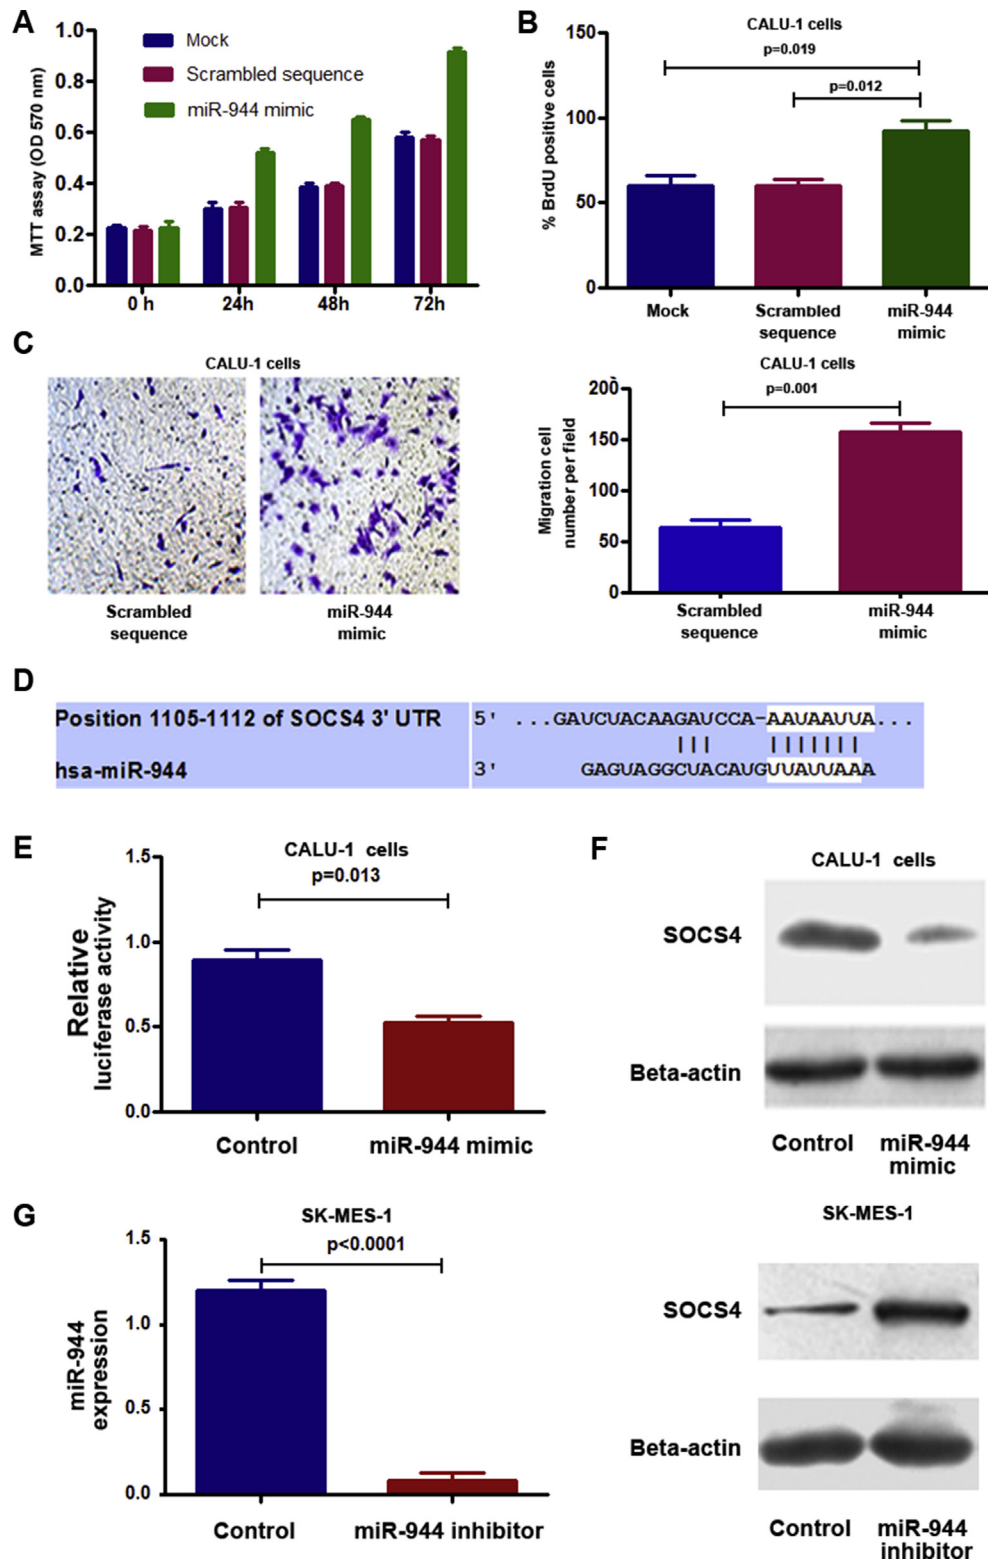 A
1.0
0.8
0.6
0.4
0.2
0.0
MTT assay (OD 570 nm)
Mock
Scrambled sequence
miR-944 mimic
0 h
24h
48h
72h
B
CALU-1 cells
p=0.019
p=0.012
150
100
50
0
% BrdU positive cells
Mock
Scrambled
sequence
miR-944
mimic
C
CALU-1 cells
Scrambled
sequence
miR-944
mimic
CALU-1 cells
p=0.001
200
150
100
50
0
Migration cell
number per field
Scrambled
sequence
miR-944
mimic
D
Position 1105-1112 of SOCS4 3' UTR 5' ...GAUCUACAAGAUCCA-AAUAAUUA...
hsa-miR-944 3' GAGUAGGCUACAUGUUAUUAAA
E
CALU-1 cells
p=0.013
1.5
1.0
0.5
0.0
Relative
luciferase activity
Control
miR-944 mimic
F
CALU-1 cells
SOCS4
Beta-actin
Control
miR-944
mimic
G
SK-MES-1
p<0.0001
1.5
1.0
0.5
0.0
miR-944
expression
Control
miR-944 inhibitor
SK-MES-1
SOCS4
Beta-actin
Control
miR-944
inhibitor